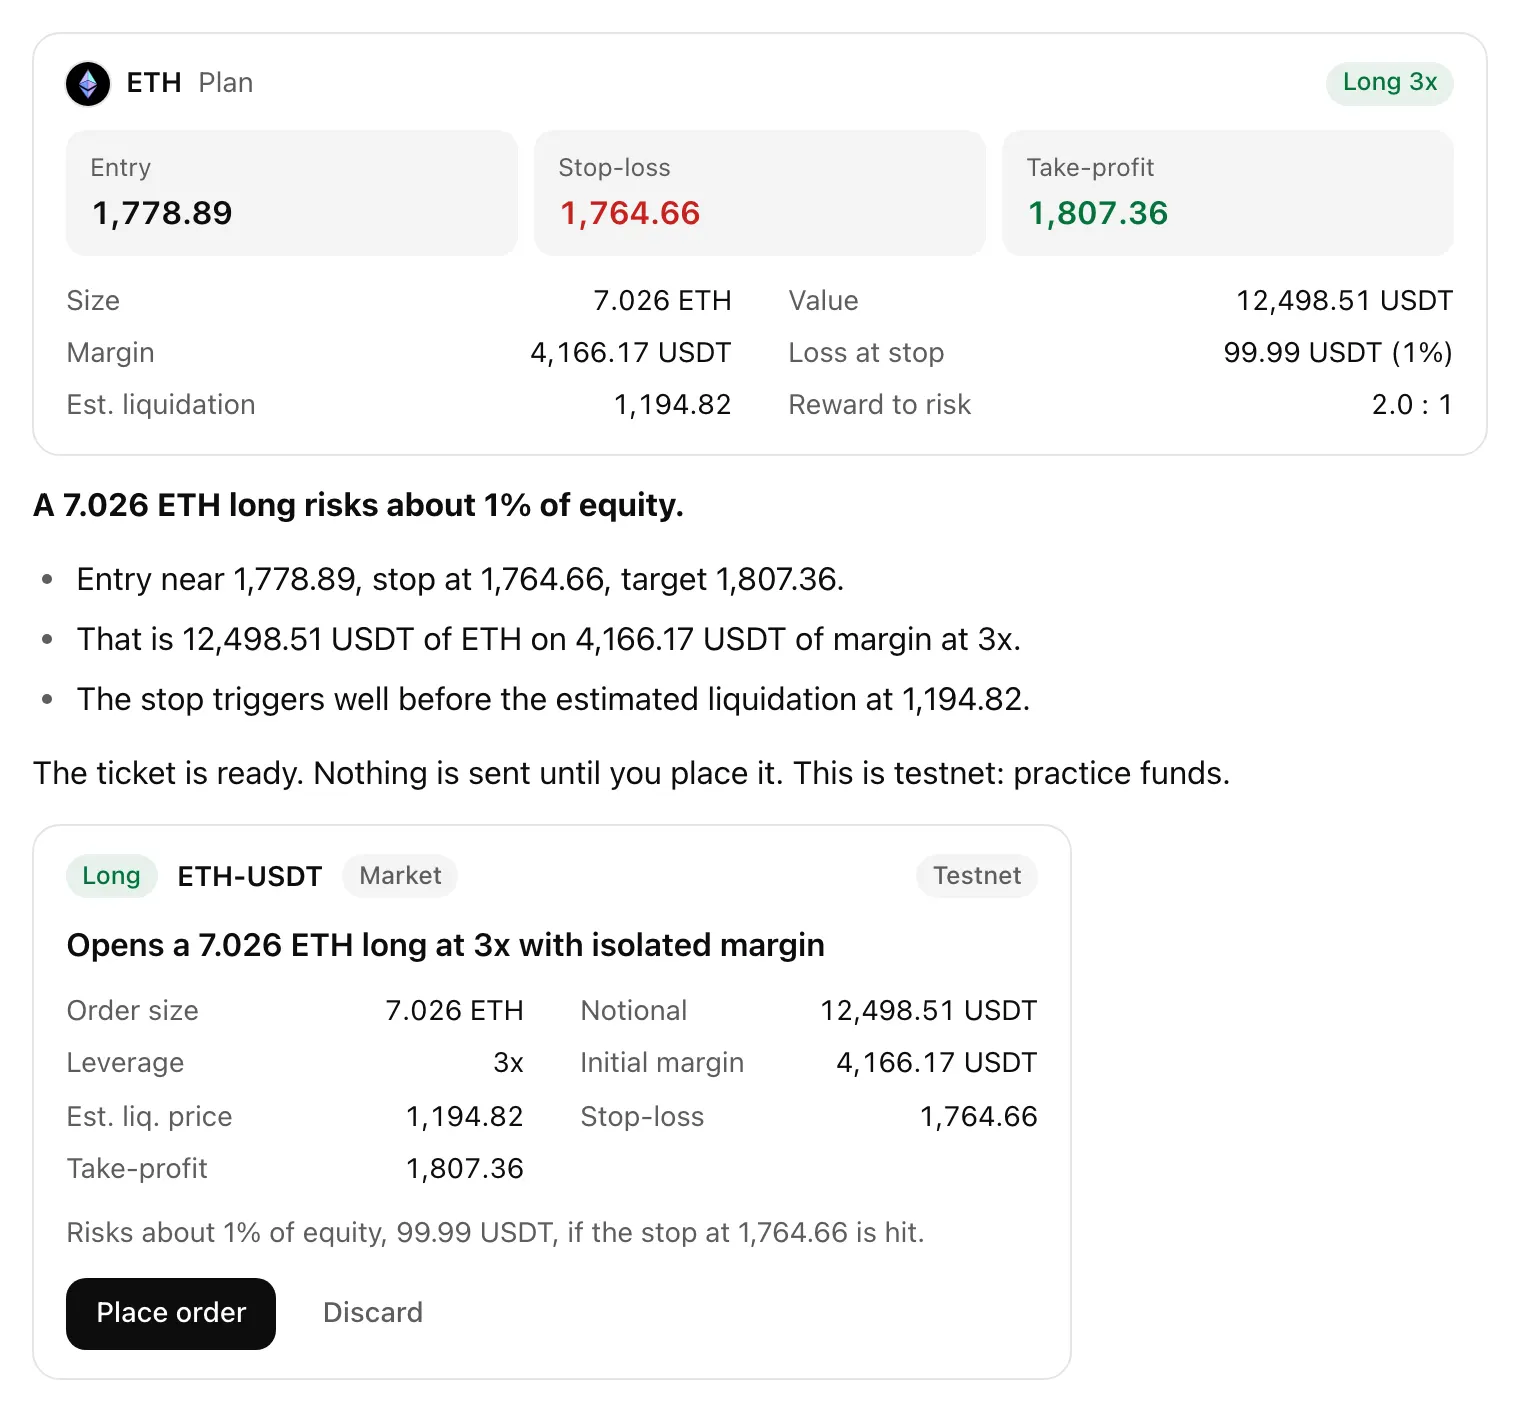 ETH Plan
Long 3x
Entry
1,778.89
Stop-loss
1,764.66
Take-profit
1,807.36
Size 7.026 ETH Value 12,498.51 USDT
Margin 4,166.17 USDT Loss at stop 99.99 USDT (1%)
Est. liquidation 1,194.82 Reward to risk 2.0 : 1
A 7.026 ETH long risks about 1% of equity.
• Entry near 1,778.89, stop at 1,764.66, target 1,807.36.
• That is 12,498.51 USDT of ETH on 4,166.17 USDT of margin at 3x.
• The stop triggers well before the estimated liquidation at 1,194.82.
The ticket is ready. Nothing is sent until you place it. This is testnet: practice funds.
Long ETH-USDT Market Testnet
Opens a 7.026 ETH long at 3x with isolated margin
Order size 7.026 ETH Notional 12,498.51 USDT
Leverage 3x Initial margin 4,166.17 USDT
Est. liq. price 1,194.82 Stop-loss 1,764.66
Take-profit 1,807.36
Risks about 1% of equity, 99.99 USDT, if the stop at 1,764.66 is hit.
Place order Discard